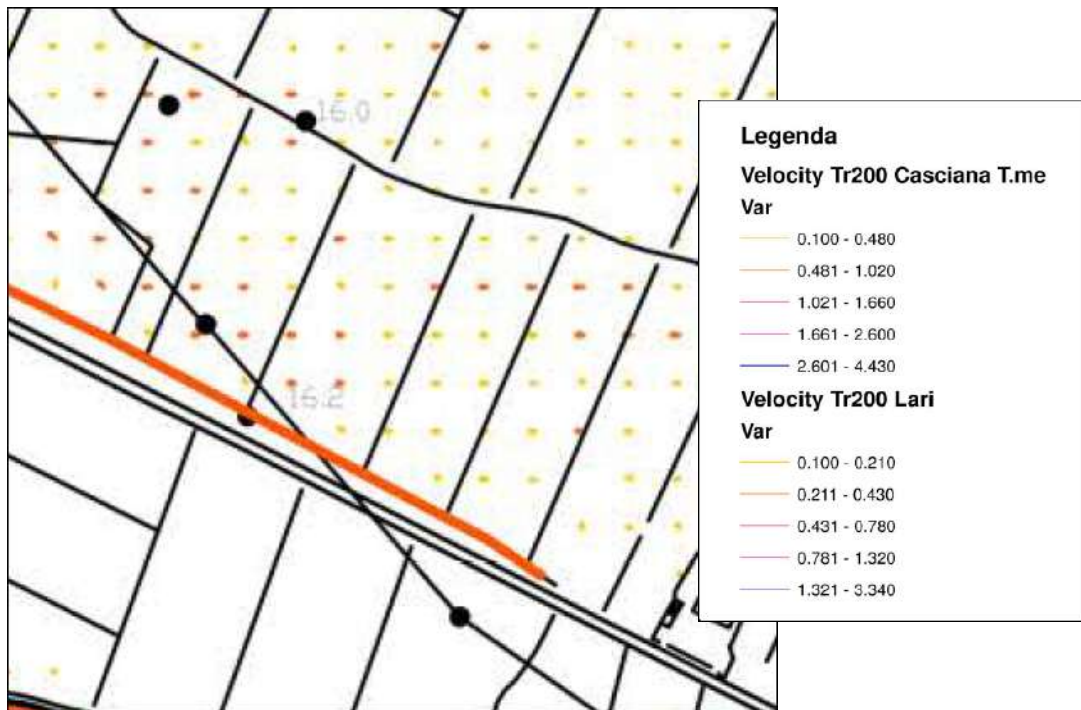 16.0
16.2
Legenda
Velocity Tr200 Casciana T.me
Var
0.100 - 0.480
0.481 - 1.020
1.021 - 1.660
1.661 - 2.600
2.601 - 4.430
Velocity Tr200 Lari
Var
0.100 - 0.210
0.211 - 0.430
0.431 - 0.780
0.781 - 1.320
1.321 - 3.340